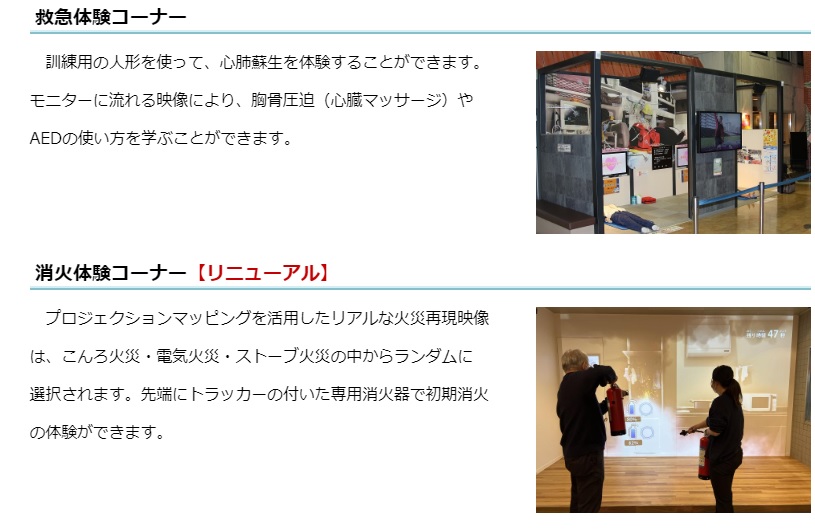 救急体験コーナー
訓練用の人形を使って、心肺蘇生を体験することができます。
モニターに流れる映像により、胸骨圧迫（心臓マッサージ）や
AEDの使い方を学ぶことができます。
消火体験コーナー【リニューアル】
プロジェクションマッピングを活用したリアルな火災再現映像
は、こんろ火災・電気火災・ストーブ火災の中からランダムに
選択されます。先端にトラッカーの付いた専用消火器で初期消火
の体験ができます。
47